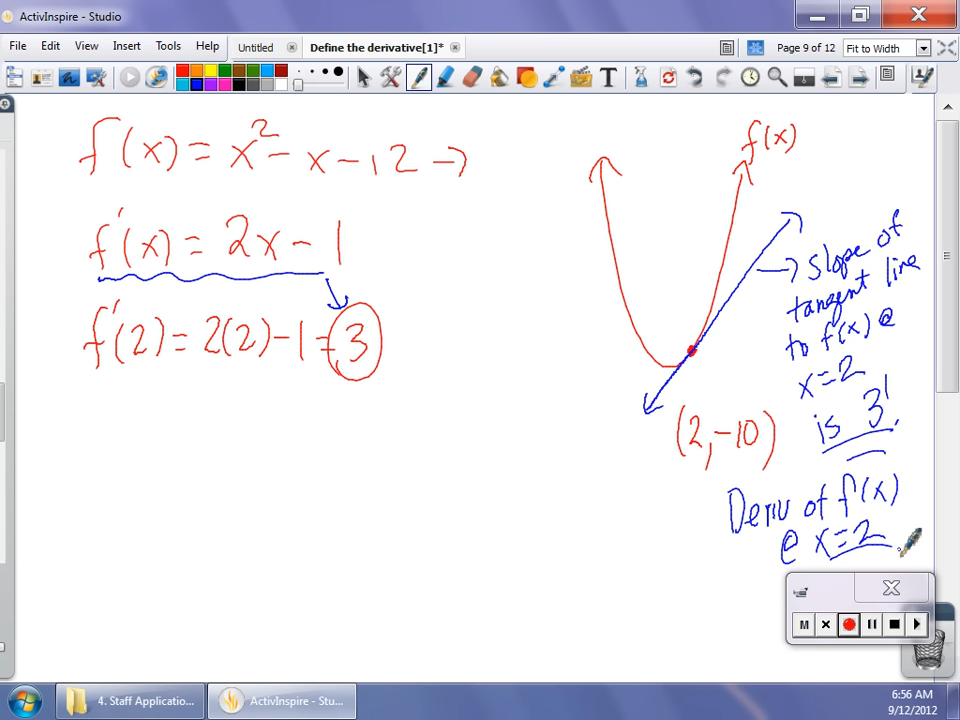 ActivInspire - Studio
File Edit View Insert Tools Help Untitled Define the derivative[1]* Page 9 of 12 Fit to Width
f(x) = x² - x - 12 →
f'(x) = 2x - 1
f'(2) = 2(2) - 1 = 3
f(x)
slope of
tangent line
to f(x) @
x=2
is 3!
(2, -10)
Deriv of f(x)
@ x=2
M
4. Staff Applicatio...
ActivInspire - Stu...
6:56 AM
9/12/2012